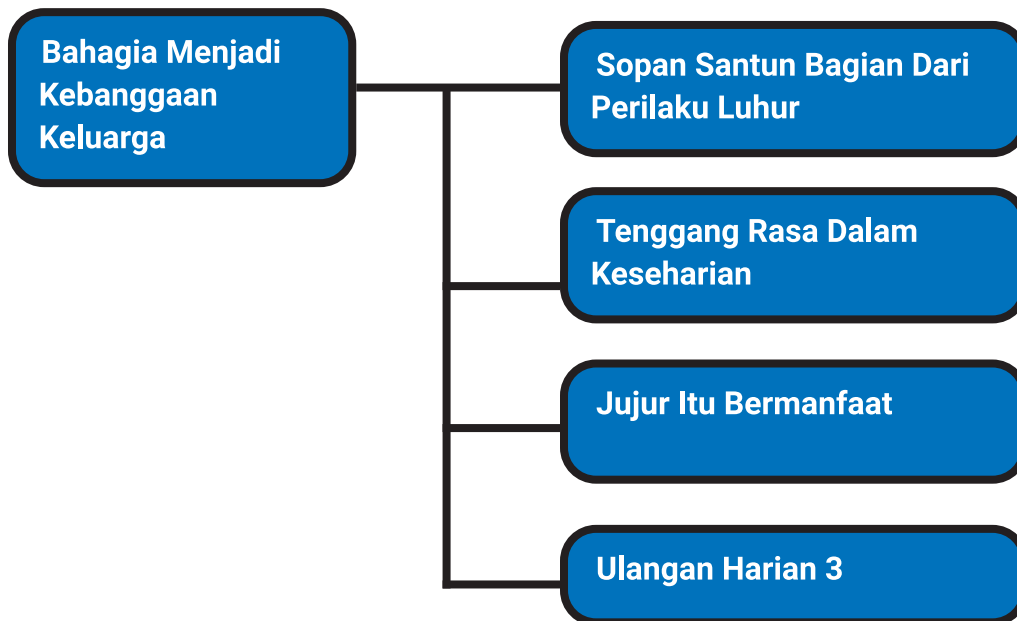 Bahagia Menjadi
Kebanggaan
Keluarga
Sopan Santun Bagian Dari
Perilaku Luhur
Tenggang Rasa Dalam
Keseharian
Jujur Itu Bermanfaat
Ulangan Harian 3